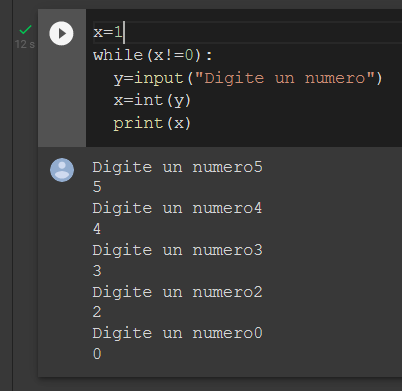 12 s
x=1
while(x!=0):
  y=input("Digite un numero")
  x=int(y)
  print(x)
Digite un numero5
5
Digite un numero4
4
Digite un numero3
3
Digite un numero2
2
Digite un numero0
0